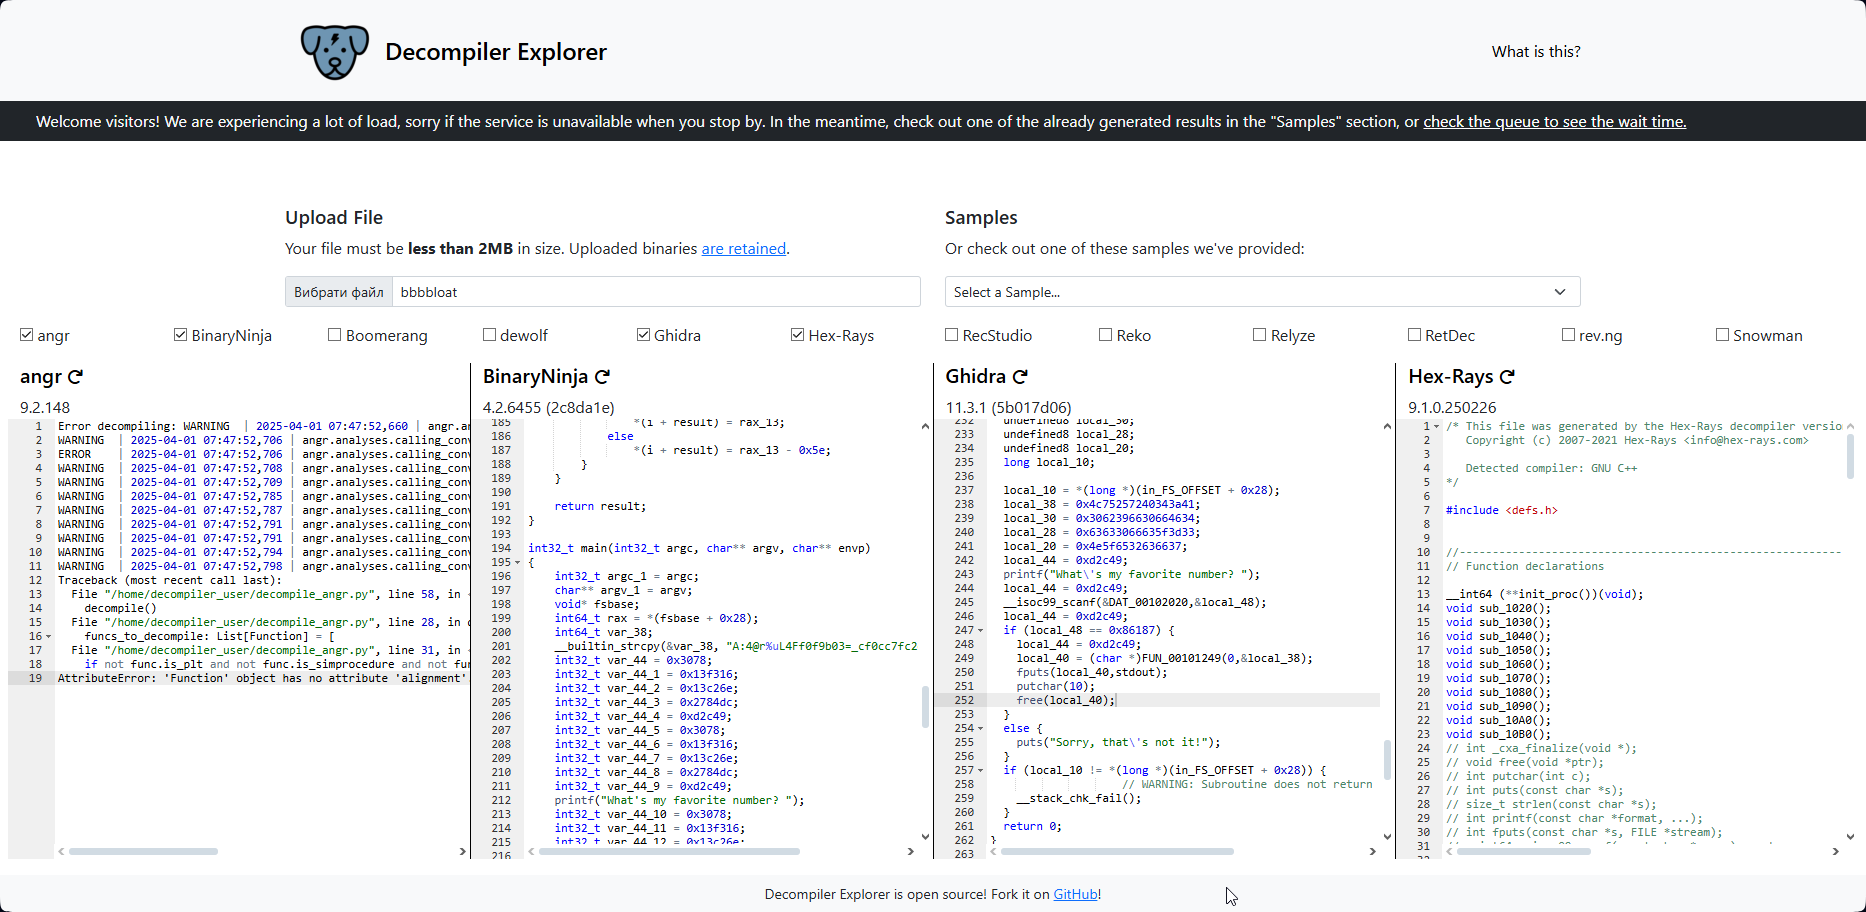 Decompiler Explorer
What is this?
Welcome visitors! We are experiencing a lot of load, sorry if the service is unavailable when you stop by. In the meantime, check out one of the already generated results in the "Samples" section, or check the queue to see the wait time.
Upload File
Your file must be less than 2MB in size. Uploaded binaries are retained.
Вибрати файл bbbbloat
Samples
Or check out one of these samples we've provided:
Select a Sample...
angr BinaryNinja Boomerang dewolf Ghidra Hex-Rays RecStudio Reko Relyze RetDec rev.ng Snowman
angr
9.2.148
1 Error decompiling: WARNING | 2025-04-01 07:47:52,660 | angr.an
2 WARNING | 2025-04-01 07:47:52,706 | angr.analyses.calling_conv
3 ERROR | 2025-04-01 07:47:52,706 | angr.analyses.calling_conv
4 WARNING | 2025-04-01 07:47:52,708 | angr.analyses.calling_conv
5 WARNING | 2025-04-01 07:47:52,709 | angr.analyses.calling_conv
6 WARNING | 2025-04-01 07:47:52,785 | angr.analyses.calling_conv
7 WARNING | 2025-04-01 07:47:52,787 | angr.analyses.calling_conv
8 WARNING | 2025-04-01 07:47:52,791 | angr.analyses.calling_conv
9 WARNING | 2025-04-01 07:47:52,791 | angr.analyses.calling_conv
10 WARNING | 2025-04-01 07:47:52,794 | angr.analyses.calling_conv
11 WARNING | 2025-04-01 07:47:52,798 | angr.analyses.calling_conv
12 Traceback (most recent call last):
13 File "/home/decompiler_user/decompile_angr.py", line 58, in
14 decompile()
15 File "/home/decompiler_user/decompile_angr.py", line 28, in
16 funcs_to_decompile: List[Function] = [
17 File "/home/decompiler_user/decompile_angr.py", line 31, in
18 if not func.is_plt and not func.is_simprocedure and not fun
19 AttributeError: 'Function' object has no attribute 'alignment'.
BinaryNinja
4.2.6455 (2c8da1e)
185 *(i + result) = rax_13;
186 else
187 *(i + result) = rax_13 - 0x5e;
188 }
189 }
190
191 return result;
192 }
193
194 int32_t main(int32_t argc, char** argv, char** envp)
195 {
196 int32_t argc_1 = argc;
197 char** argv_1 = argv;
198 void* fsbase;
199 int64_t rax = *(fsbase + 0x28);
200 int64_t var_38;
201 __builtin_strcpy(&var_38, "A:4@r%uL4Ff0f9b03=_cf0cc7fc2
202 int32_t var_44 = 0x3078;
203 int32_t var_44_1 = 0x13f316;
204 int32_t var_44_2 = 0x13c26e;
205 int32_t var_44_3 = 0x2784dc;
206 int32_t var_44_4 = 0xd2c49;
207 int32_t var_44_5 = 0x3078;
208 int32_t var_44_6 = 0x13f316;
209 int32_t var_44_7 = 0x13c26e;
210 int32_t var_44_8 = 0x2784dc;
211 int32_t var_44_9 = 0xd2c49;
212 printf("What's my favorite number? ");
213 int32_t var_44_10 = 0x3078;
214 int32_t var_44_11 = 0x13f316;
215 int32_t var_44_12 = 0x13c26e;
216
Ghidra
11.3.1 (5b017d06)
232 undefined8 local_30;
233 undefined8 local_28;
234 undefined8 local_20;
235 long local_10;
236
237 local_10 = *(long *)(in_FS_OFFSET + 0x28);
238 local_38 = 0x4c75257240343a41;
239 local_30 = 0x3062396630664634;
240 local_28 = 0x63633066635f3d33;
241 local_20 = 0x4e5f6532636637;
242 local_44 = 0xd2c49;
243 printf("What\'s my favorite number? ");
244 local_44 = 0xd2c49;
245 __isoc99_scanf(&DAT_00102020,&local_48);
246 local_44 = 0xd2c49;
247 if (local_48 == 0x86187) {
248 local_44 = 0xd2c49;
249 local_40 = (char *)FUN_00101249(0,&local_38);
250 fputs(local_40,stdout);
251 putchar(10);
252 free(local_40);
253 }
254 else {
255 puts("Sorry, that\'s not it!");
256 }
257 if (local_10 != *(long *)(in_FS_OFFSET + 0x28)) {
258 // WARNING: Subroutine does not return
259 __stack_chk_fail();
260 }
261 return 0;
262 }
263
Hex-Rays
9.1.0.250226
1 /* This file was generated by the Hex-Rays decompiler versio
2 Copyright (c) 2007-2021 Hex-Rays <info@hex-rays.com>
3
4 Detected compiler: GNU C++
5 */
6
7 #include <defs.h>
8
9
10 //-------------------------------------------------------
11 // Function declarations
12
13 __int64 (**init_proc())(void);
14 void sub_1020();
15 void sub_1030();
16 void sub_1040();
17 void sub_1050();
18 void sub_1060();
19 void sub_1070();
20 void sub_1080();
21 void sub_1090();
22 void sub_10A0();
23 void sub_10B0();
24 // int _cxa_finalize(void *);
25 // void free(void *ptr);
26 // int putchar(int c);
27 // int puts(const char *s);
28 // size_t strlen(const char *s);
29 // int printf(const char *format, ...);
30 // int fputs(const char *s, FILE *stream);
31
Decompiler Explorer is open source! Fork it on GitHub!